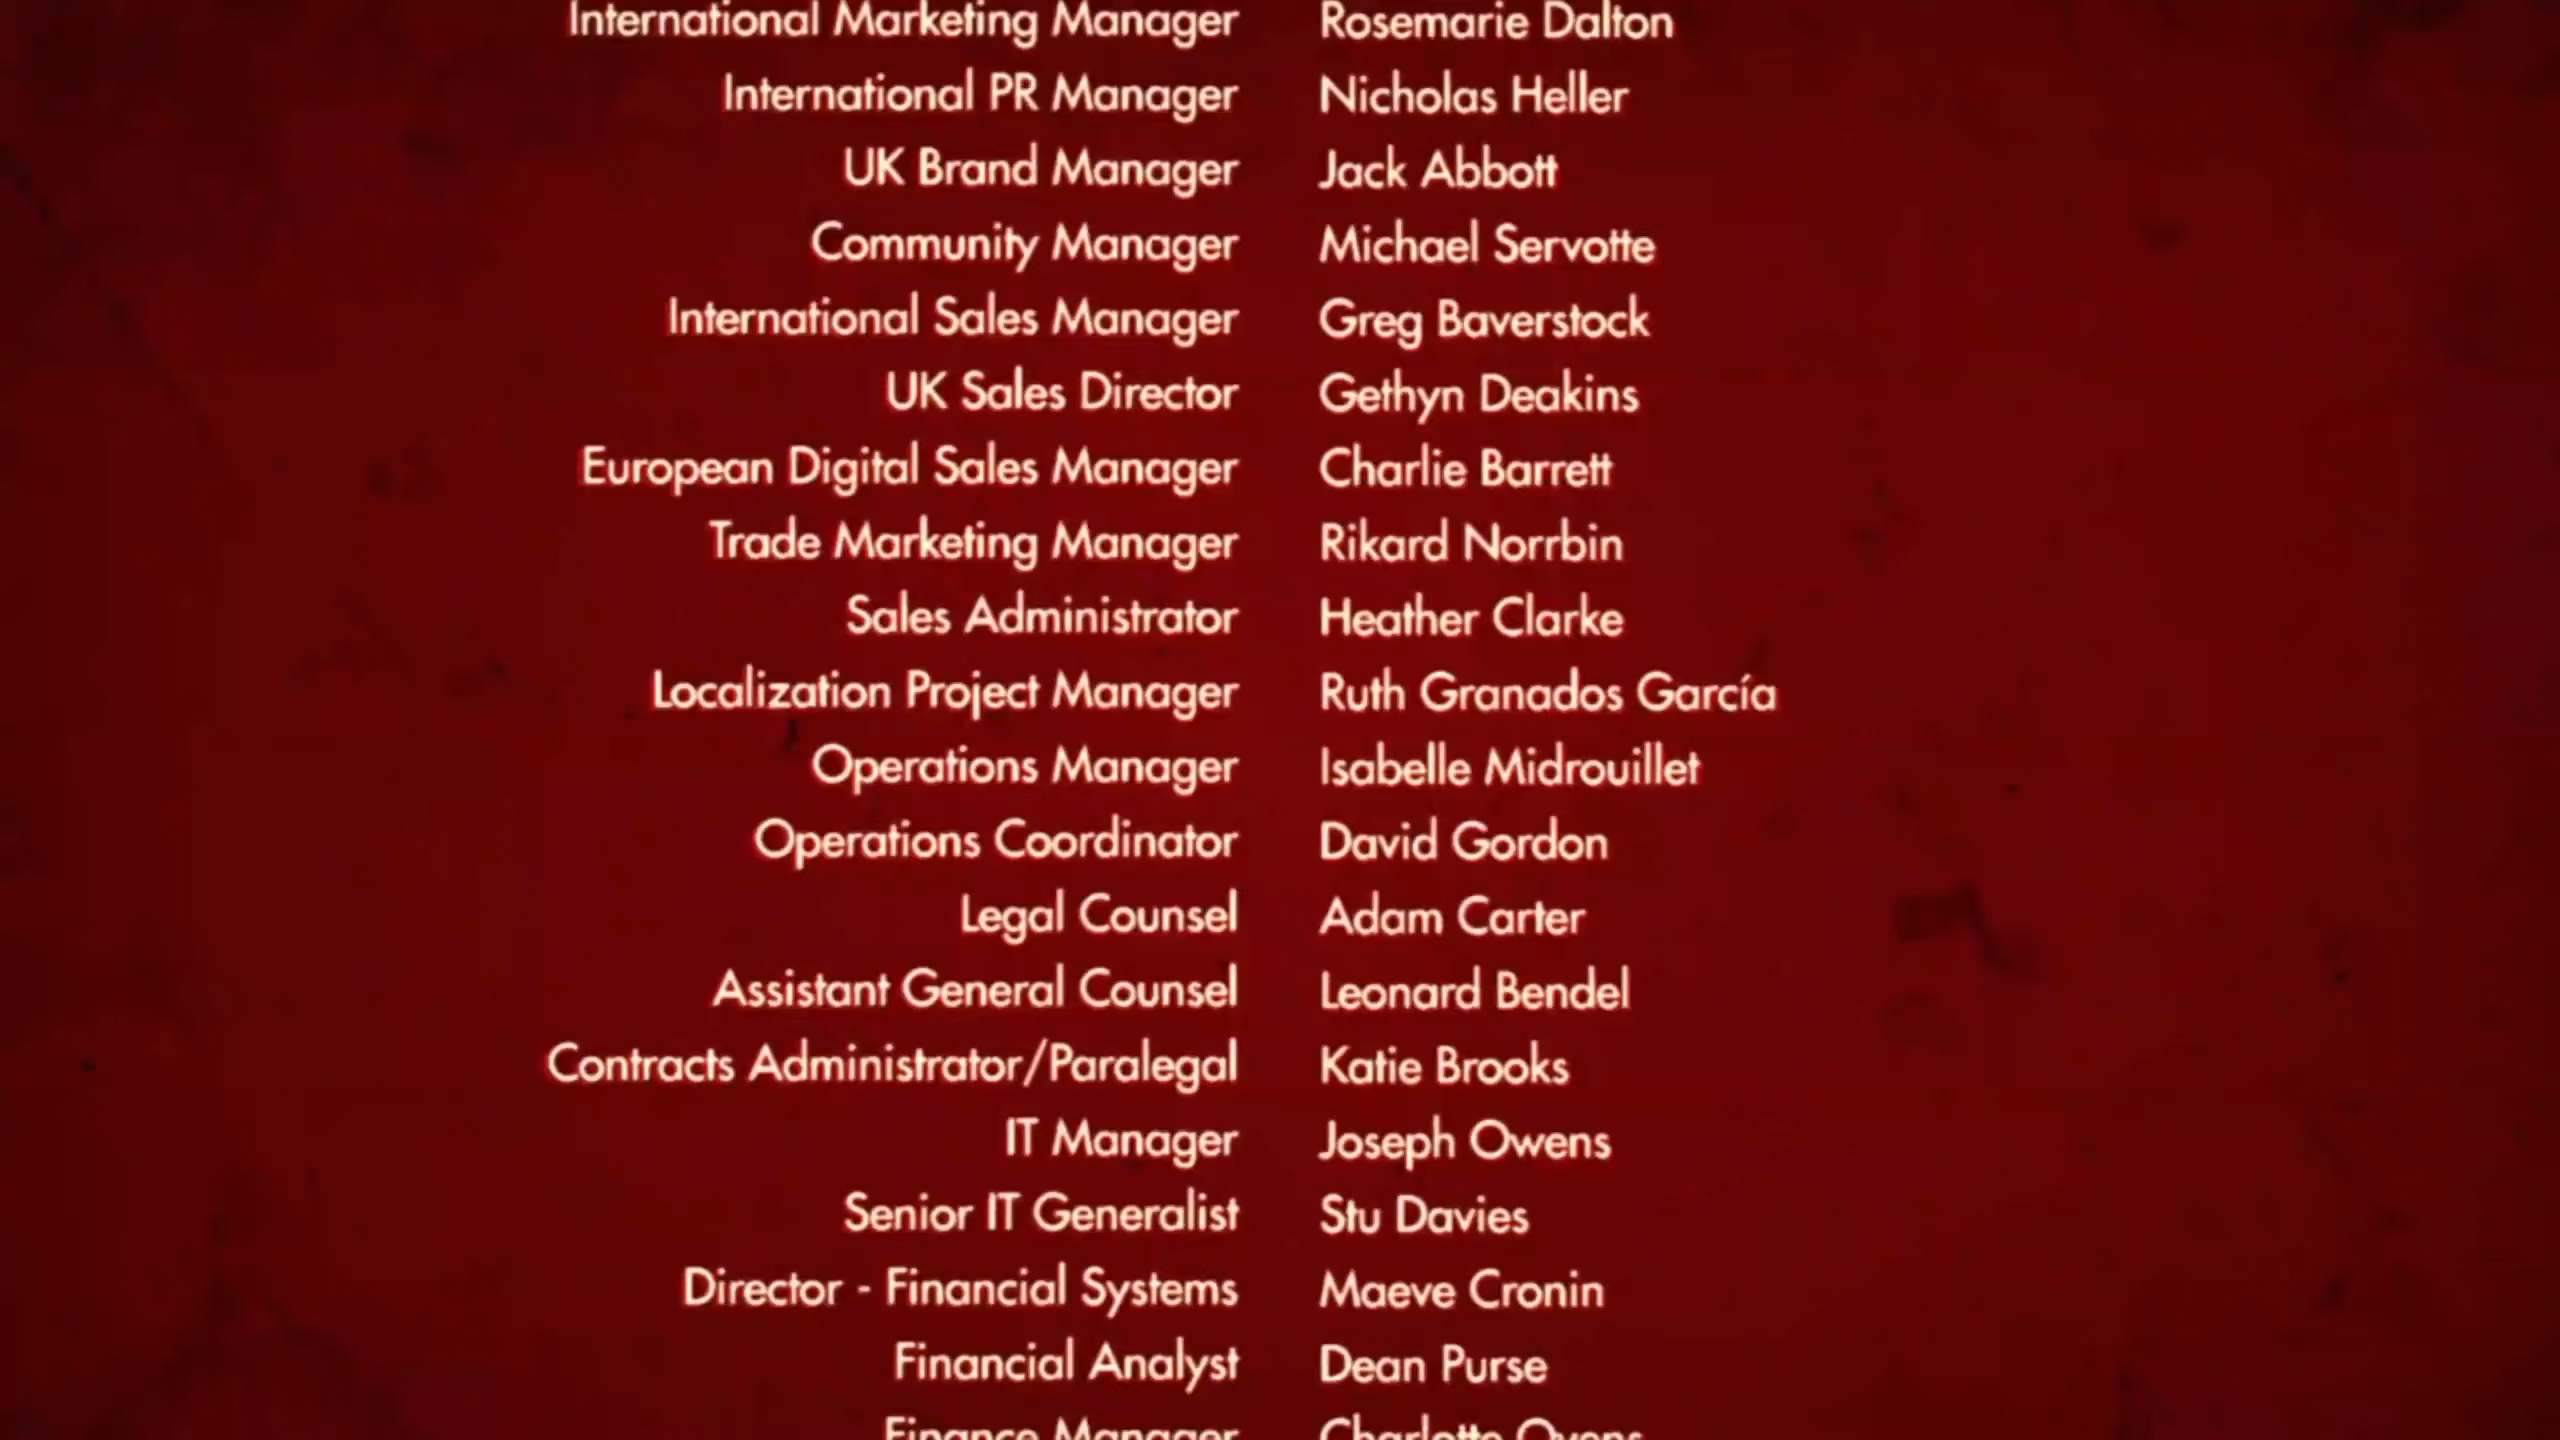 International Marketing Manager Rosemarie Dalton
International PR Manager Nicholas Heller
UK Brand Manager Jack Abbott
Community Manager Michael Servotte
International Sales Manager Greg Baverstock
UK Sales Director Gethyn Deakins
European Digital Sales Manager Charlie Barrett
Trade Marketing Manager Rikard Norrbin
Sales Administrator Heather Clarke
Localization Project Manager Ruth Granados García
Operations Manager Isabelle Midrouillet
Operations Coordinator David Gordon
Legal Counsel Adam Carter
Assistant General Counsel Leonard Bendel
Contracts Administrator/Paralegal Katie Brooks
IT Manager Joseph Owens
Senior IT Generalist Stu Davies
Director - Financial Systems Maeve Cronin
Financial Analyst Dean Purse
Finance Manager Charlotte